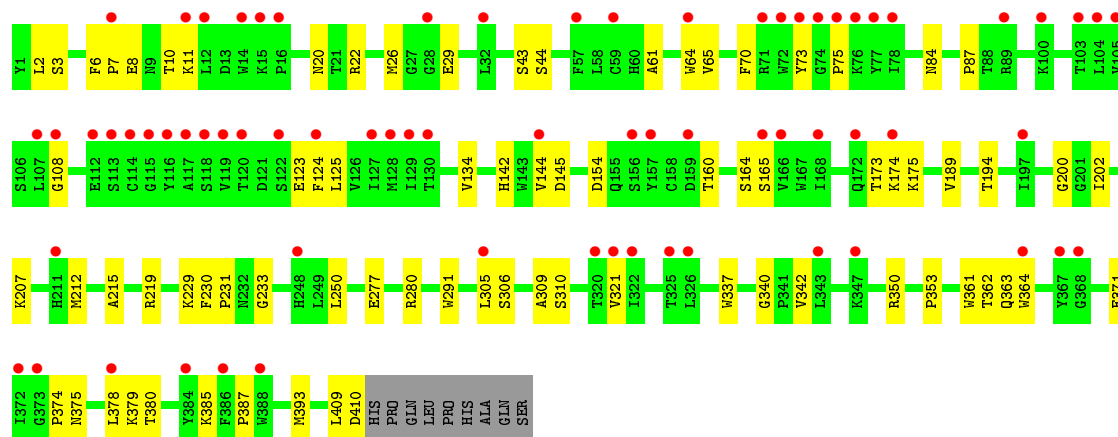 Y1 L2 S3 F6 P7 E8 N9 T10 K11 L12 D13 W14 K15 P16 N20 T21 R22 M26 G27 G28 E29 L32 S43 S44 F57 L58 C59 H60 A61 W64 V65 F70 R71 W72 Y73 G74 P75 K76 Y77 I78 N84 P87 T88 R89 K100 T103 L104 V105
S106 L107 G108 E112 S113 C114 G115 Y116 A117 S118 V119 T120 D121 S122 E123 F124 L125 V126 I127 M128 I129 T130 V134 H142 W143 V144 D145 D154 Q155 S156 Y157 C158 D159 T160 S164 S165 V166 W167 I168 Q172 T173 K174 K175 V189 T194 I197 G200 G201 I202
K207 H211 M212 A215 R219 K229 F230 P231 N232 G233 H248 L249 L250 E277 R280 W291 L305 S306 A309 S310 T320 V321 I322 T325 L326 W337 G340 P341 V342 L343 K347 R350 P353 W361 T362 Q363 W364 Y367 G368
I372 G373 P374 N375 L378 K379 T380 Y384 K385 F386 P387 W388 M393 L409 D410 HIS PRO GLN LEU PRO HIS ALA GLN SER